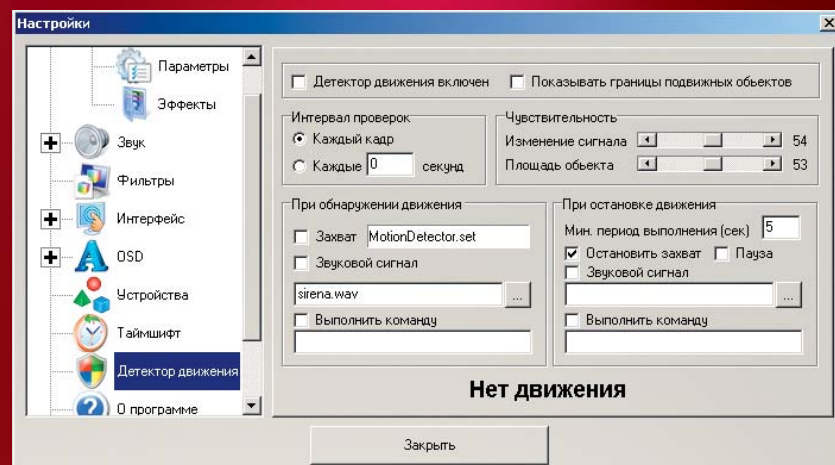 Настройки
Параметры
Эффекты
Звук
Фильтры
Интерфейс
OSD
Устройства
Таймшифт
Детектор движения
О программе
Детектор движения включен Показывать границы подвижных обьектов
Интервал проверок
Каждый кадр
Каждые 0 секунд
Чувствительность
Изменение сигнала 54
Площадь обьекта 53
При обнаружении движения
Захват MotionDetector.set
Звуковой сигнал
sirena.wav ...
Выполнить команду
При остановке движения
Мин. период выполнения (сек) 5
Остановить захват Пауза
Звуковой сигнал
...
Выполнить команду
Нет движения
Закрыть